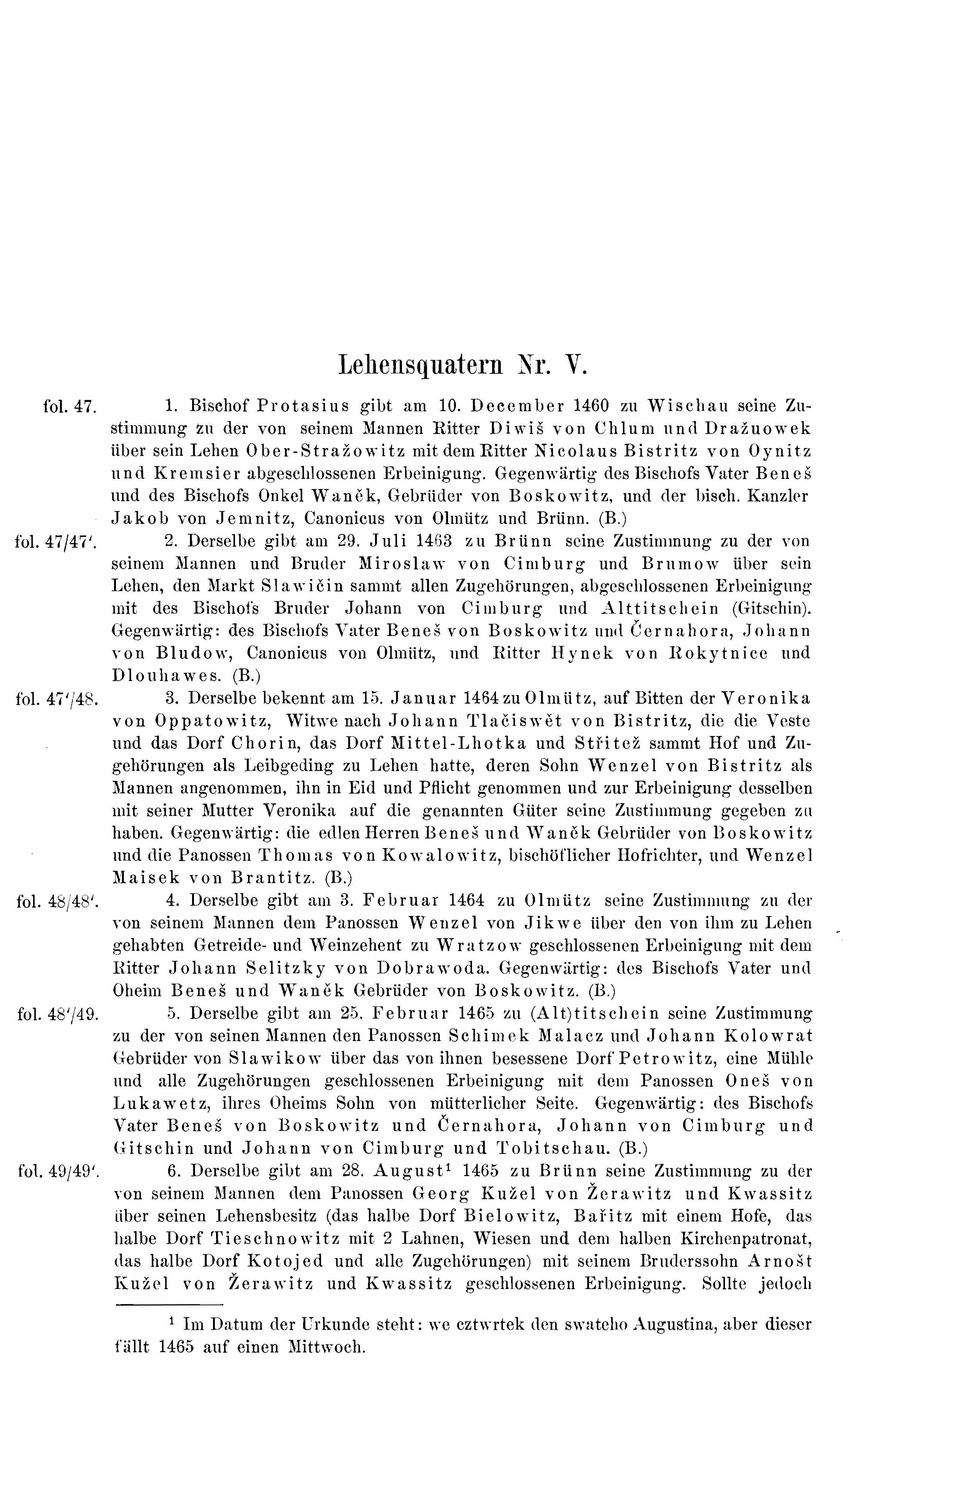 Lehensquatern Nr. V.
fol. 47. 1. Bischof Protasius gibt am 10. December 1460 zu Wischau seine Zu-
stimmung zu der von seinem Mannen Ritter Diwiš von Chlum und Dražuowek
über sein Lehen Ober-Stražowitz mit dem Ritter Nicolaus Bistritz von Oynitz
und Kremsier abgeschlossenen Erbeinigung. Gegenwärtig des Bischofs Vater Beneš
und des Bischofs Onkel Waněk, Gebrüder von Boskowitz, und der bisch. Kanzler
Jakob von Jemnitz, Canonicus von Olmütz und Brünn. (B.)
fol. 47/47′. 2. Derselbe gibt am 29. Juli 1463 zu Brünn seine Zustimmung zu der von
seinem Mannen und Bruder Miroslaw von Cimburg und Brumow über sein
Lehen, den Markt Slawičin sammt allen Zugehörungen, abgeschlossenen Erbeinigung
mit des Bischofs Bruder Johann von Cimburg und Alttitschein (Gitschin).
Gegenwärtig: des Bischofs Vater Beneš von Boskowitz und Černahora, Johann
von Bludow, Canonicus von Olmütz, und Ritter Hynek von Rokytnice und
Dlouhawes. (B.)
fol. 47′/48. 3. Derselbe bekennt am 15. Januar 1464 zu Olmütz, auf Bitten der Veronika
von Oppatowitz, Witwe nach Johann Tlačiswět von Bistritz, die die Veste
und das Dorf Chorin, das Dorf Mittel-Lhotka und Střitež sammt Hof und Zu-
gehörungen als Leibgeding zu Lehen hatte, deren Sohn Wenzel von Bistritz als
Mannen angenommen, ihn in Eid und Pflicht genommen und zur Erbeinigung desselben
mit seiner Mutter Veronika auf die genannten Güter seine Zustimmung gegeben zu
haben. Gegenwärtig: die edlen Herren Beneš und Waněk Gebrüder von Boskowitz
und die Panossen Thomas von Kowalowitz, bischöflicher Hofrichter, und Wenzel
Maisek von Brantitz. (B.)
fol. 48/48′. 4. Derselbe gibt am 3. Februar 1464 zu Olmütz seine Zustimmung zu der
von seinem Mannen dem Panossen Wenzel von Jikwe über den von ihm zu Lehen
gehabten Getreide- und Weinzehent zu Wratzow geschlossenen Erbeinigung mit dem
Ritter Johann Selitzky von Dobrawoda. Gegenwärtig: des Bischofs Vater und
Oheim Beneš und Waněk Gebrüder von Boskowitz. (B.)
fol. 48′/49. 5. Derselbe gibt am 25. Februar 1465 zu (Alt)titschein seine Zustimmung
zu der von seinen Mannen den Panossen Schimek Malacz und Johann Kolowrat
Gebrüder von Slawikow über das von ihnen besessene Dorf Petrowitz, eine Mühle
und alle Zugehörungen geschlossenen Erbeinigung mit dem Panossen Oneš von
Lukawetz, ihres Oheims Sohn von mütterlicher Seite. Gegenwärtig: des Bischofs
Vater Beneš von Boskowitz und Černahora, Johann von Cimburg und
Gitschin und Johann von Cimburg und Tobitschau. (B.)
fol. 49/49′. 6. Derselbe gibt am 28. August¹ 1465 zu Brünn seine Zustimmung zu der
von seinem Mannen dem Panossen Georg Kužel von Žerawitz und Kwassitz
über seinen Lehensbesitz (das halbe Dorf Bielowitz, Bařitz mit einem Hofe, das
halbe Dorf Tieschnowitz mit 2 Lahnen, Wiesen und dem halben Kirchenpatronat,
das halbe Dorf Kotojed und alle Zugehörungen) mit seinem Bruderssohn Arnošt
Kužel von Žerawitz und Kwassitz geschlossenen Erbeinigung. Sollte jedoch
¹ Im Datum der Urkunde steht: we cztwrtek den swateho Augustina, aber dieser
fällt 1465 auf einen Mittwoch.